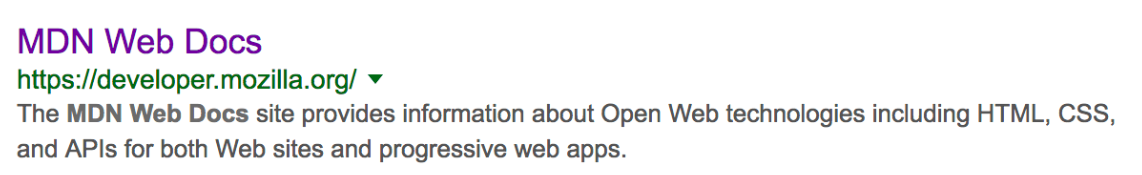 MDN Web Docs
https://developer.mozilla.org/
The MDN Web Docs site provides information about Open Web technologies including HTML, CSS,
and APIs for both Web sites and progressive web apps.